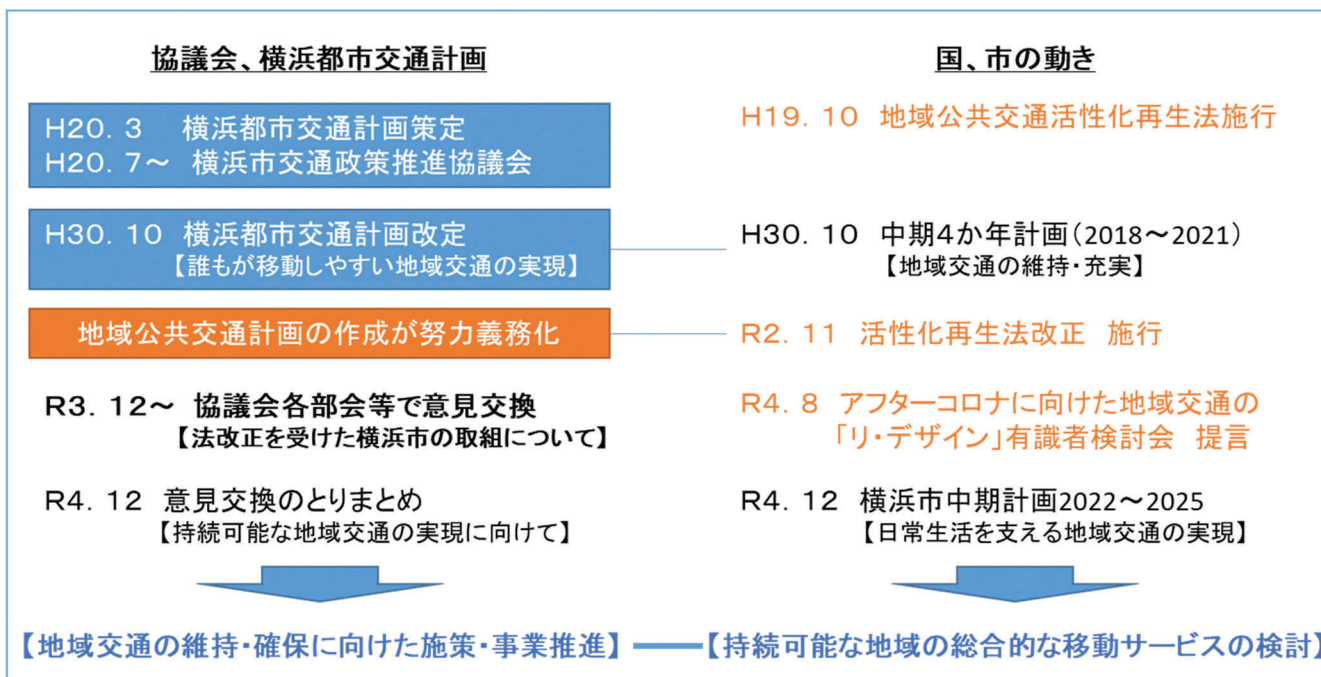 協議会、横浜都市交通計画
H20.3 横浜都市交通計画策定
H20.7～ 横浜市交通政策推進協議会
H30.10 横浜都市交通計画改定
【誰もが移動しやすい地域交通の実現】
地域公共交通計画の作成が努力義務化
R3.12～ 協議会各部会等で意見交換
【法改正を受けた横浜市の取組について】
R4.12 意見交換のとりまとめ
【持続可能な地域交通の実現に向けて】
【地域交通の維持・確保に向けた施策・事業推進】
国、市の動き
H19.10 地域公共交通活性化再生法施行
H30.10 中期4か年計画(2018～2021)
【地域交通の維持・充実】
R2.11 活性化再生法改正 施行
R4.8 アフターコロナに向けた地域交通の
「リ・デザイン」有識者検討会 提言
R4.12 横浜市中期計画2022～2025
【日常生活を支える地域交通の実現】
【持続可能な地域の総合的な移動サービスの検討】